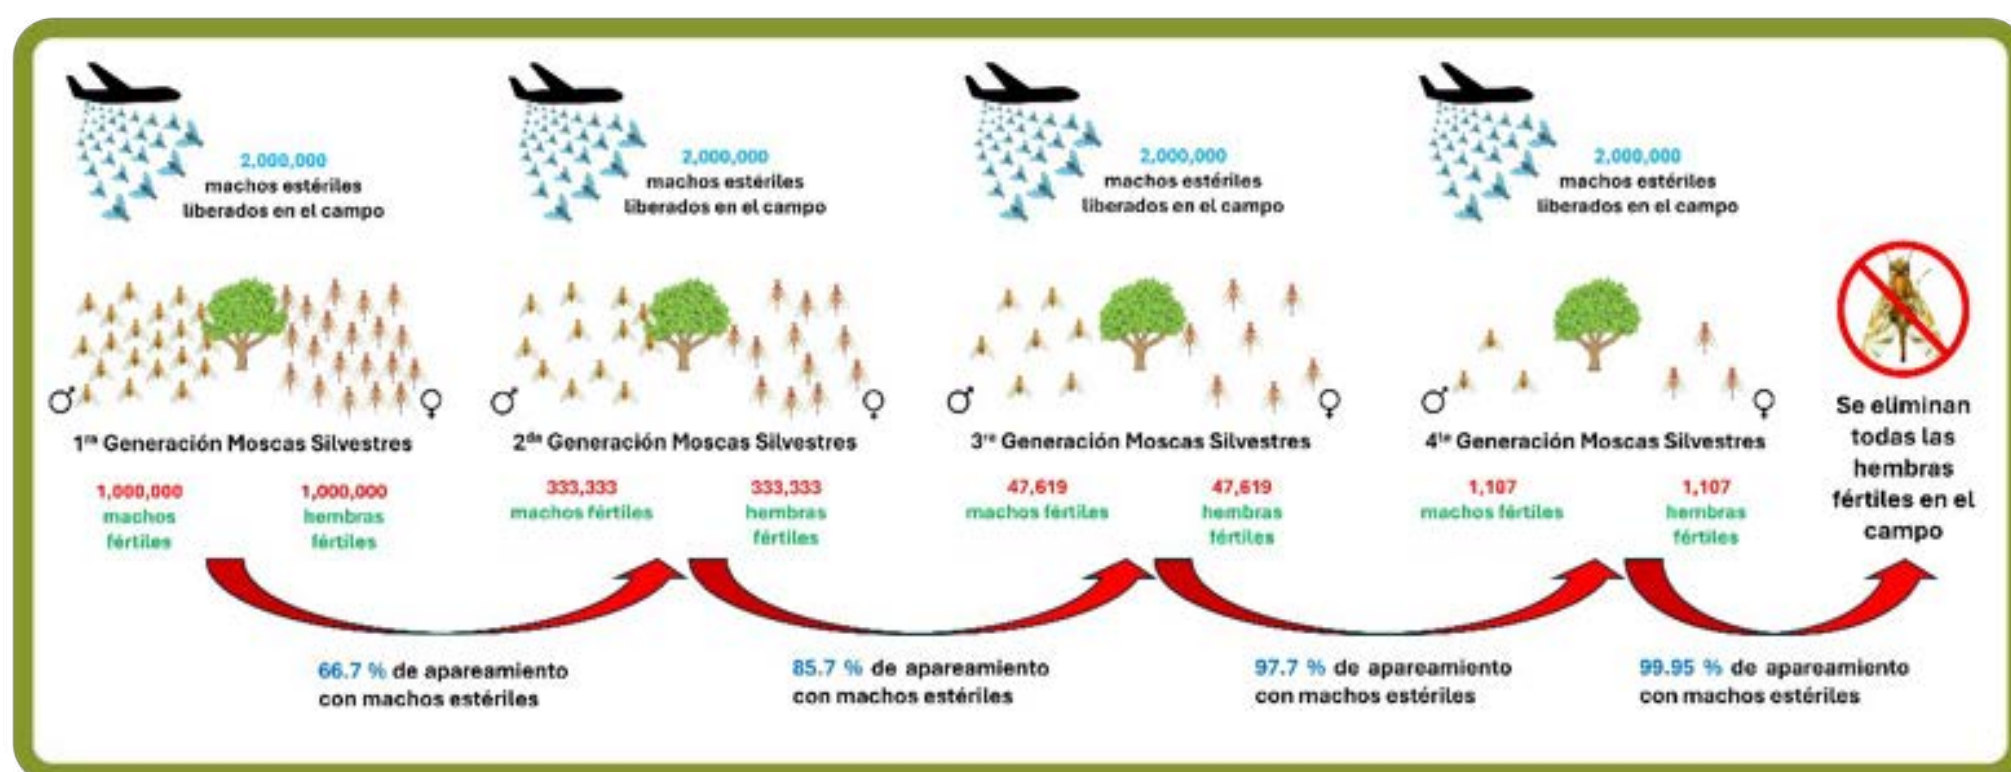 2,000,000
machos estériles
liberados en el campo
2,000,000
machos estériles
liberados en el campo
2,000,000
machos estériles
liberados en el campo
2,000,000
machos estériles
liberados en el campo
♂
♀
1ra Generación Moscas Silvestres
1,000,000
machos
fértiles
1,000,000
hembras
fértiles
♂
♀
2da Generación Moscas Silvestres
333,333
machos fértiles
333,333
hembras
fértiles
♂
♀
3re Generación Moscas Silvestres
47,619
machos fértiles
47,619
hembras
fértiles
♂
♀
4te Generación Moscas Silvestres
1,107
machos fértiles
1,107
hembras
fértiles
Se eliminan
todas las
hembras
fértiles en el
campo
66.7 % de apareamiento
con machos estériles
85.7 % de apareamiento
con machos estériles
97.7 % de apareamiento
con machos estériles
99.95 % de apareamiento
con machos estériles